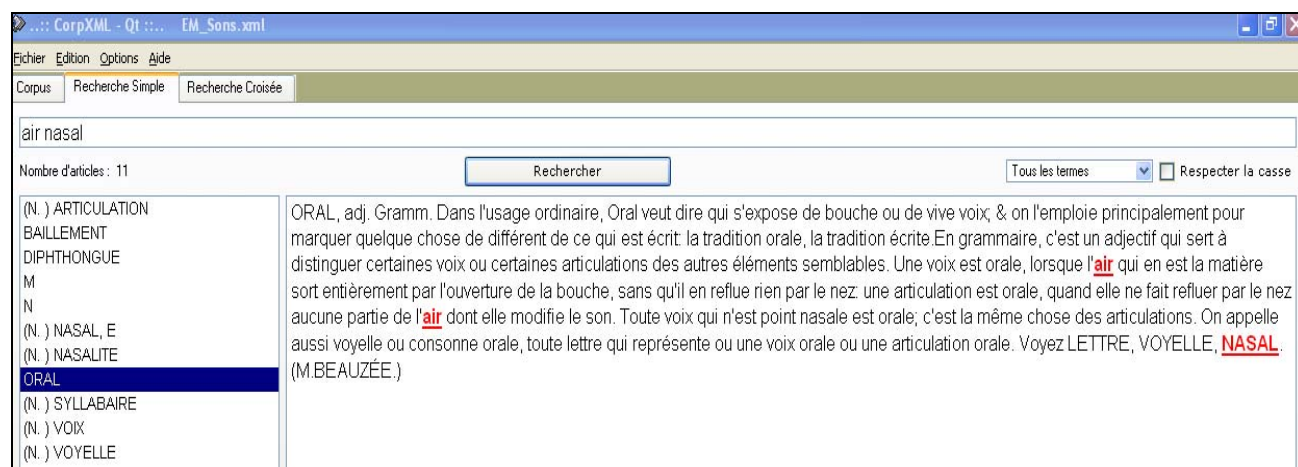 ..:: CorpXML - Qt ::.. EM_Sons.xml
Fichier Edition Options Aide
Corpus Recherche Simple Recherche Croisée
air nasal
Nombre d'articles : 11 Rechercher Tous les termes Respecter la casse
(N. ) ARTICULATION
BAILLEMENT
DIPHTHONGUE
M
N
(N. ) NASAL, E
(N. ) NASALITE
ORAL
(N. ) SYLLABAIRE
(N. ) VOIX
(N. ) VOYELLE
ORAL, adj. Gramm. Dans l'usage ordinaire, Oral veut dire qui s'expose de bouche ou de vive voix; & on l'emploie principalement pour
marquer quelque chose de différent de ce qui est écrit: la tradition orale, la tradition écrite.En grammaire, c'est un adjectif qui sert à
distinguer certaines voix ou certaines articulations des autres éléments semblables. Une voix est orale, lorsque l'air qui en est la matière
sort entièrement par l'ouverture de la bouche, sans qu'il en reflue rien par le nez: une articulation est orale, quand elle ne fait refluer par le nez
aucune partie de l'air dont elle modifie le son. Toute voix qui n'est point nasale est orale; c'est la même chose des articulations. On appelle
aussi voyelle ou consonne orale, toute lettre qui représente ou une voix orale ou une articulation orale. Voyez LETTRE, VOYELLE, NASAL.
(M.BEAUZÉE.)